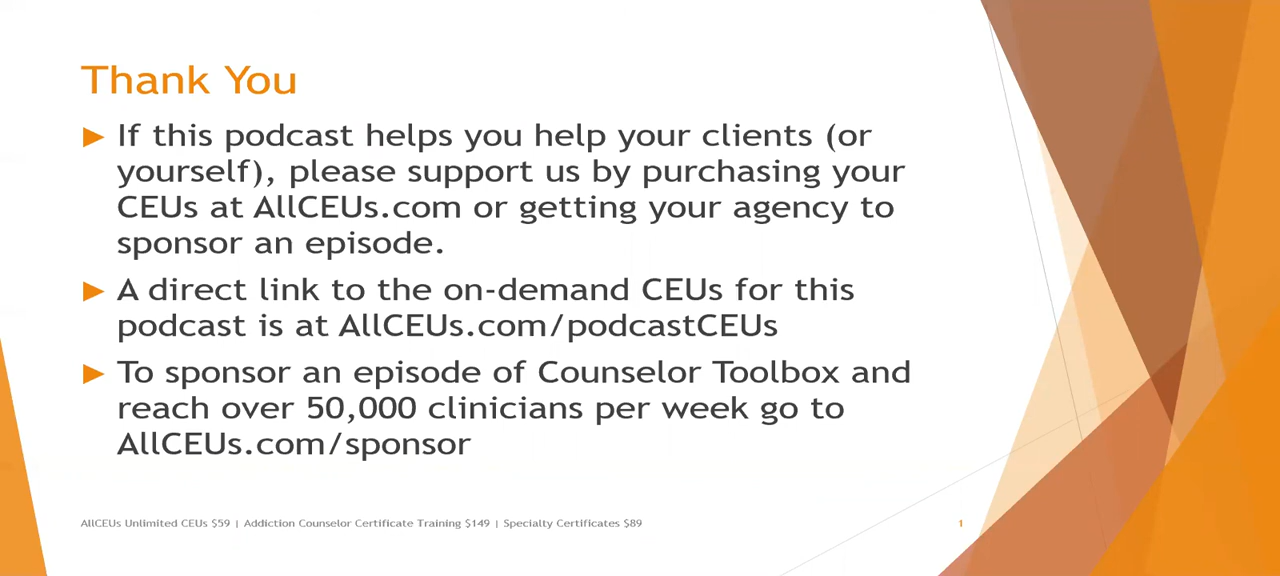 Thank You
If this podcast helps you help your clients (or
yourself), please support us by purchasing your
CEUs at AllCEUs.com or getting your agency to
sponsor an episode.
A direct link to the on-demand CEUs for this
podcast is at AllCEUs.com/podcastCEUs
To sponsor an episode of Counselor Toolbox and
reach over 50,000 clinicians per week go to
AllCEUs.com/sponsor
AllCEUs Unlimited CEUs $59 | Addiction Counselor Certificate Training $149 | Specialty Certificates $89
1